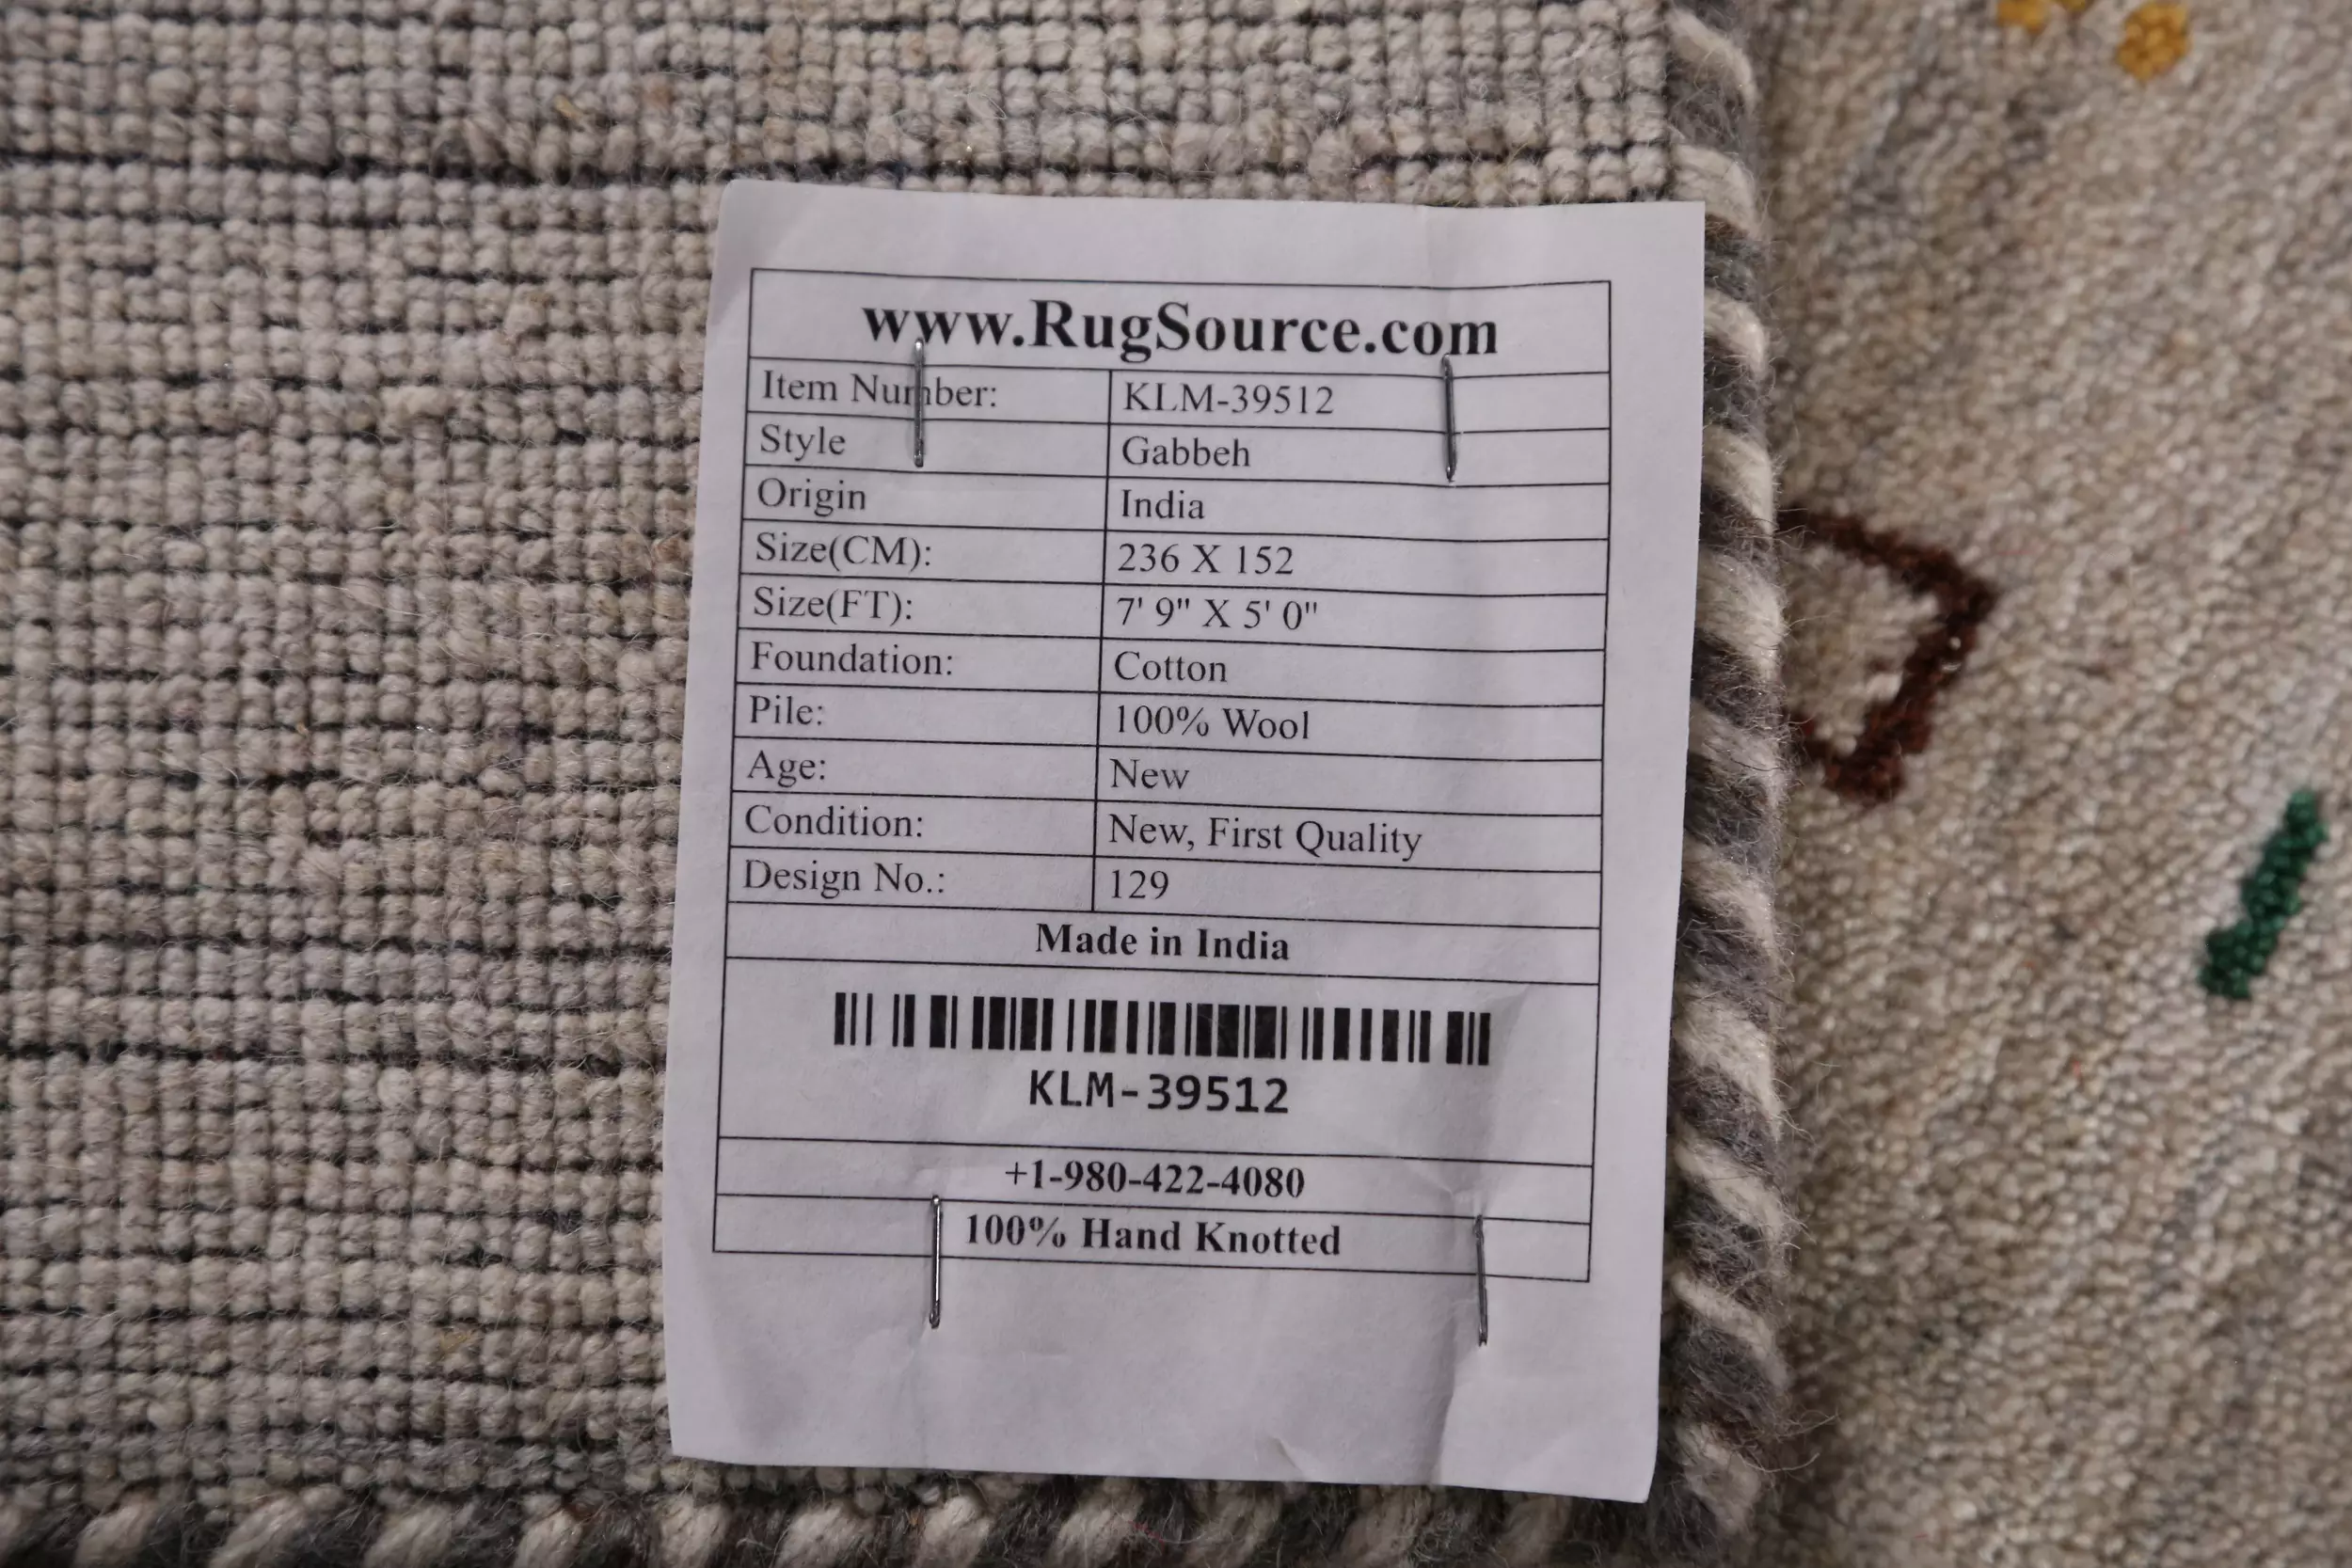 www.RugSource.com
Item Number: KLM-39512
Style Gabbeh
Origin India
Size(CM): 236 X 152
Size(FT): 7' 9" X 5' 0"
Foundation: Cotton
Pile: 100% Wool
Age: New
Condition: New, First Quality
Design No.: 129
Made in India
KLM-39512
+1-980-422-4080
100% Hand Knotted